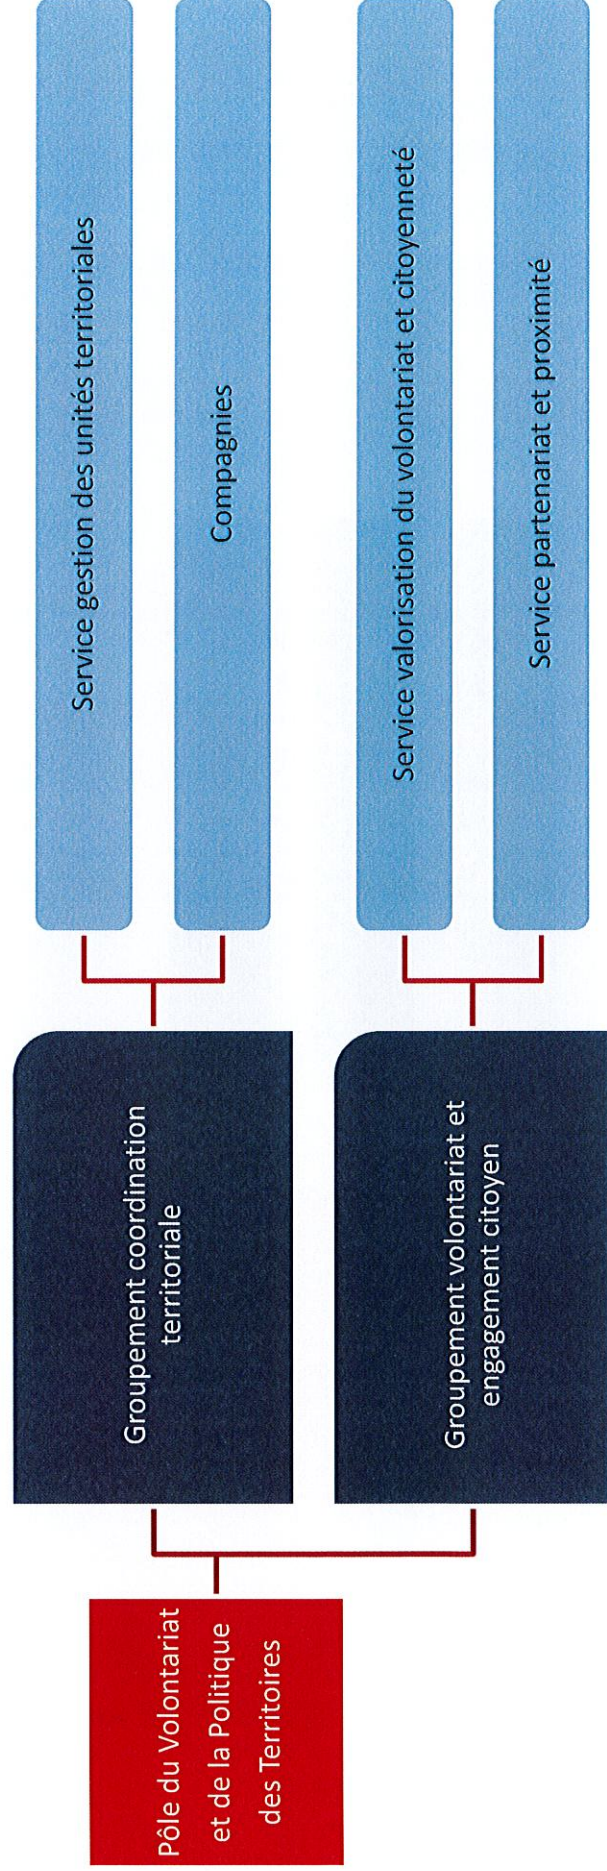 Pôle du Volontariat
et de la Politique
des Territoires
Groupement coordination
territoriale
Service gestion des unités territoriales
Compagnies
Groupement volontariat et
engagement citoyen
Service valorisation du volontariat et citoyenneté
Service partenariat et proximité